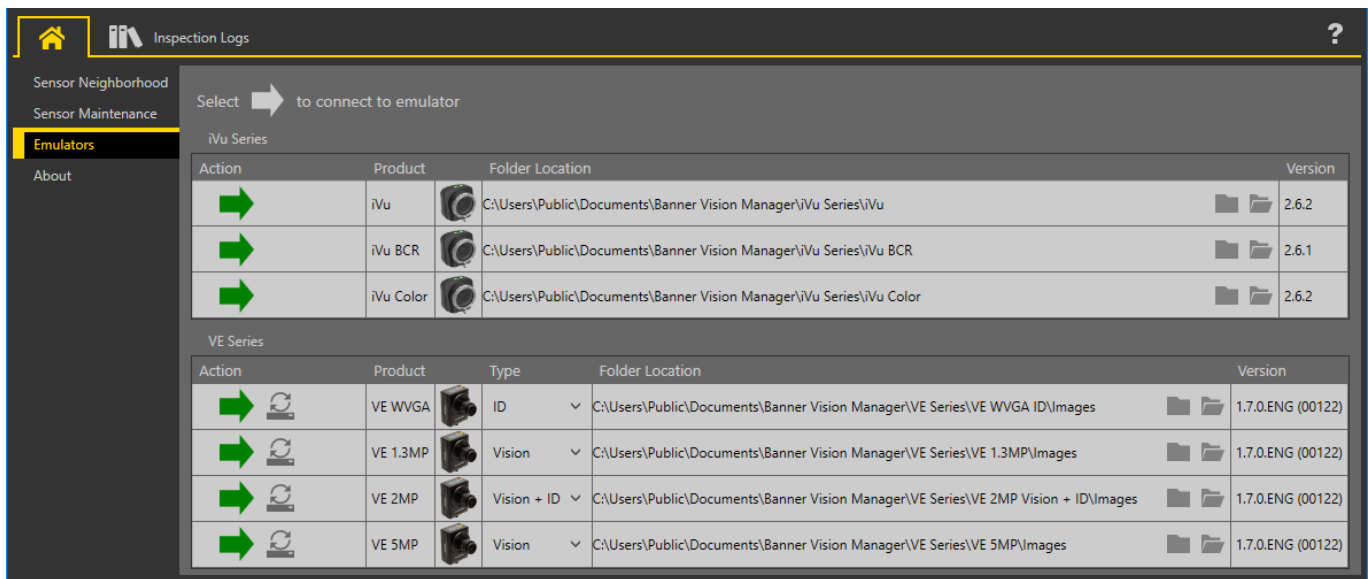 Inspection Logs ?
Sensor Neighborhood
Sensor Maintenance
Emulators
About
Select to connect to emulator
iVu Series
Action Product Folder Location Version
iVu C:\Users\Public\Documents\Banner Vision Manager\iVu Series\iVu 2.6.2
iVu BCR C:\Users\Public\Documents\Banner Vision Manager\iVu Series\iVu BCR 2.6.1
iVu Color C:\Users\Public\Documents\Banner Vision Manager\iVu Series\iVu Color 2.6.2
VE Series
Action Product Type Folder Location Version
VE WVGA ID C:\Users\Public\Documents\Banner Vision Manager\VE Series\VE WVGA ID\Images 1.7.0.ENG (00122)
VE 1.3MP Vision C:\Users\Public\Documents\Banner Vision Manager\VE Series\VE 1.3MP\Images 1.7.0.ENG (00122)
VE 2MP Vision + ID C:\Users\Public\Documents\Banner Vision Manager\VE Series\VE 2MP Vision + ID\Images 1.7.0.ENG (00122)
VE 5MP Vision C:\Users\Public\Documents\Banner Vision Manager\VE Series\VE 5MP\Images 1.7.0.ENG (00122)